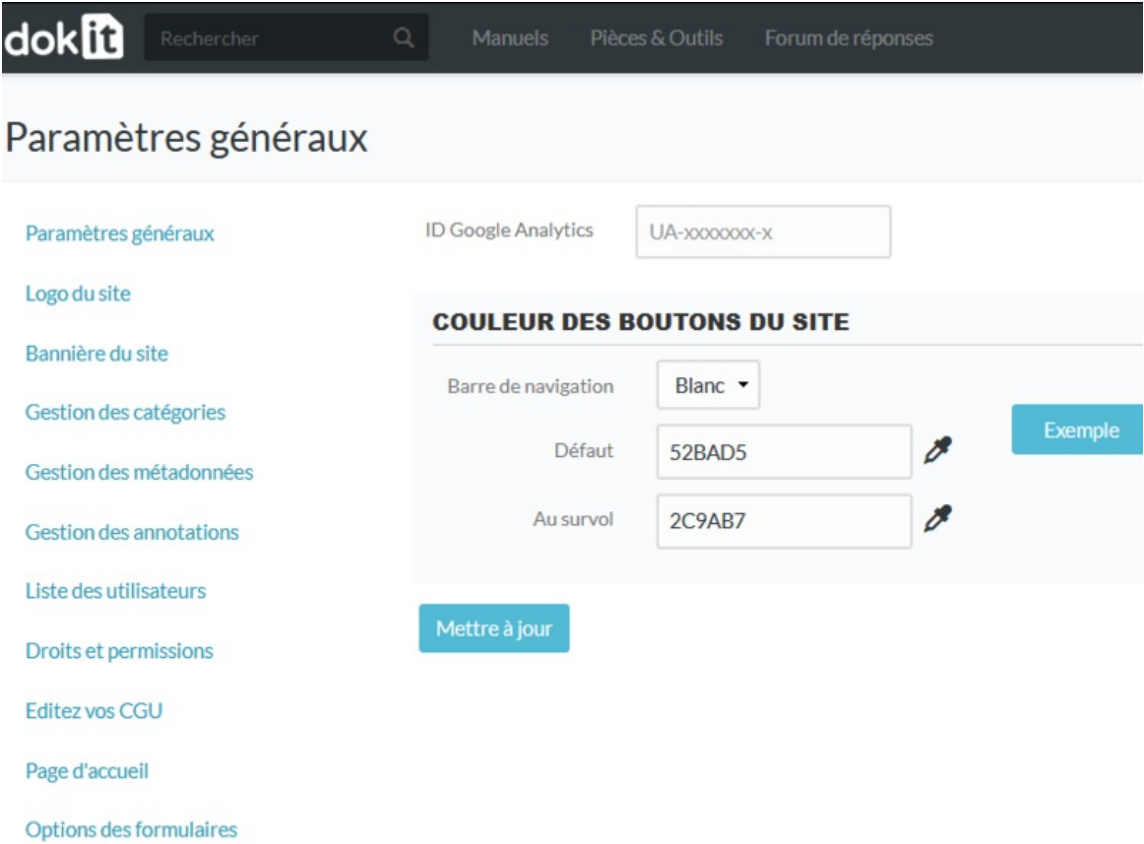 dokit Rechercher Manuels Pièces & Outils Forum de réponses
Paramètres généraux
Paramètres généraux
Logo du site
Bannière du site
Gestion des catégories
Gestion des métadonnées
Gestion des annotations
Liste des utilisateurs
Droits et permissions
Editez vos CGU
Page d'accueil
Options des formulaires
ID Google Analytics UA-xxxxxxx-x
COULEUR DES BOUTONS DU SITE
Barre de navigation Blanc
Défaut 52BAD5
Au survol 2C9AB7
Exemple
Mettre à jour